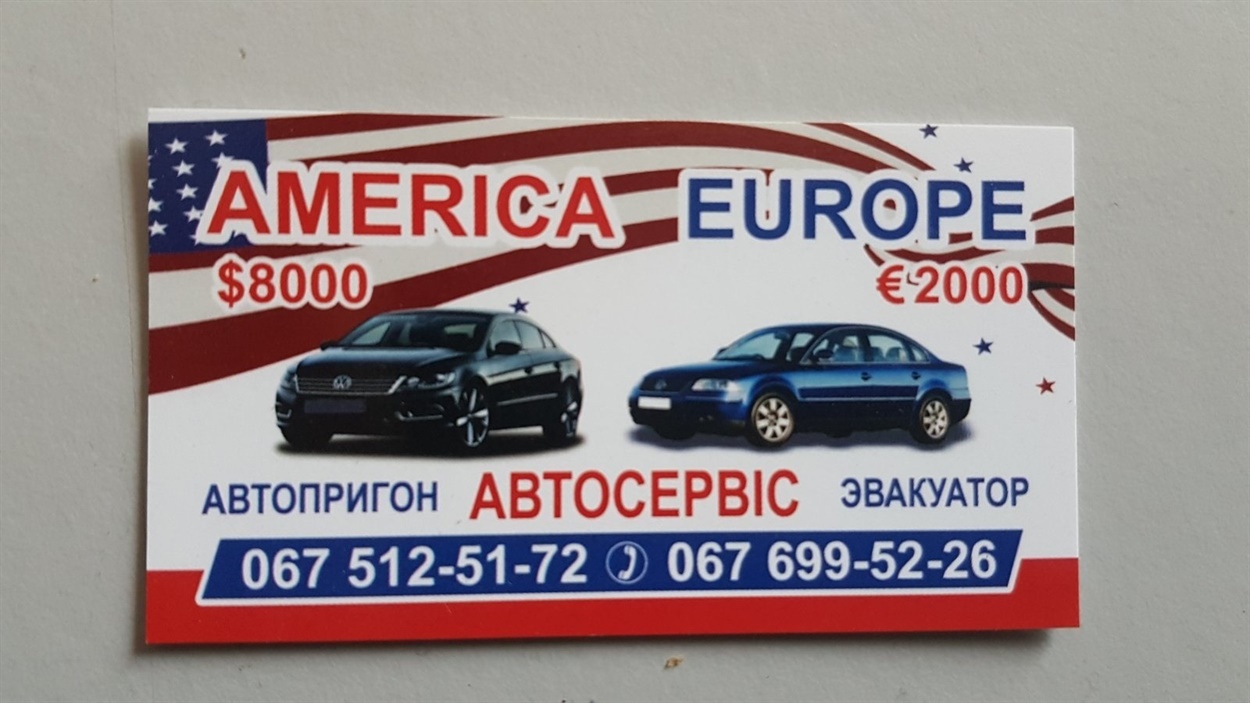 AMERICA EUROPE
$8000 € 2000
АВТОПРИГОН АВТОСЕРВІС ЭВАКУАТОР
067 512-51-72 067 699-52-26